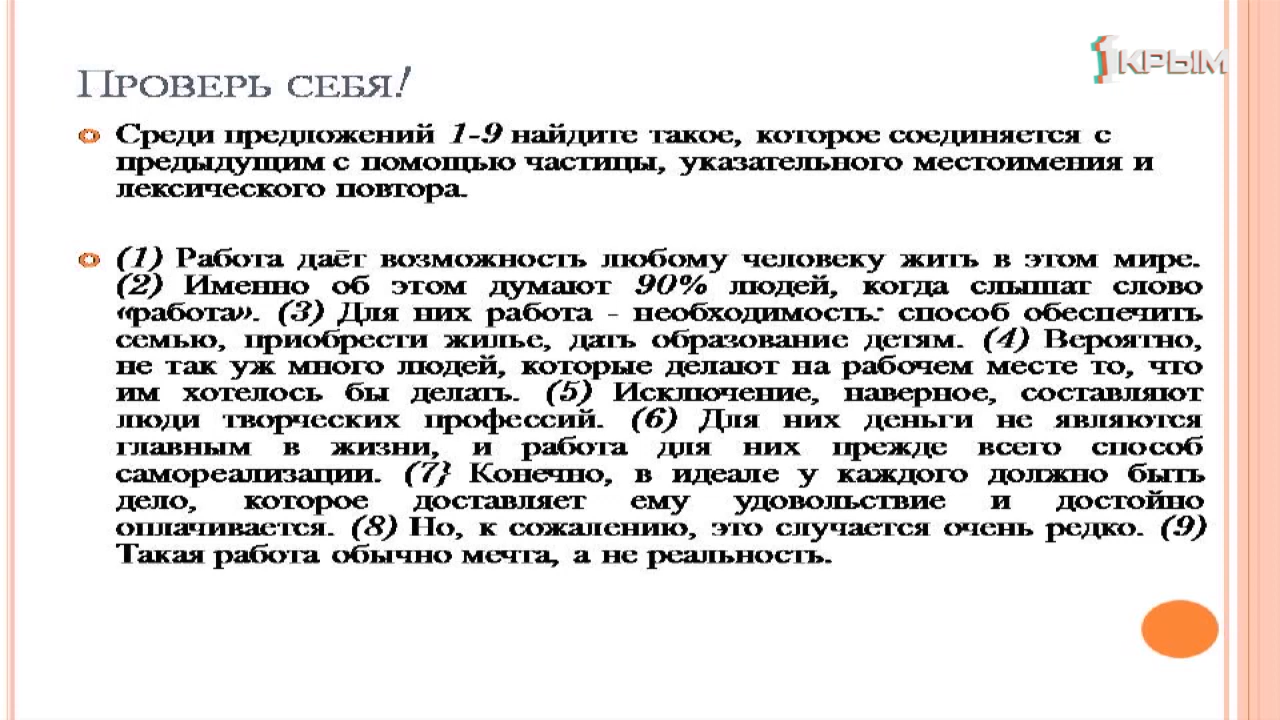 1КРЫМ
ПРОВЕРЬ СЕБЯ!
Среди предложений 1-9 найдите такое, которое соединяется с
предыдущим с помощью частицы, указательного местоимения и
лексического повтора.
(1) Работа даёт возможность любому человеку жить в этом мире.
(2) Именно об этом думают 90% людей, когда слышат слово
«работа». (3) Для них работа - необходимость: способ обеспечить
семью, приобрести жилье, дать образование детям. (4) Вероятно,
не так уж много людей, которые делают на рабочем месте то, что
им хотелось бы делать. (5) Исключение, наверное, составляют
люди творческих профессий. (6) Для них деньги не являются
главным в жизни, и работа для них прежде всего способ
самореализации. (7} Конечно, в идеале у каждого должно быть
дело, которое доставляет ему удовольствие и достойно
оплачивается. (8) Но, к сожалению, это случается очень редко. (9)
Такая работа обычно мечта, а не реальность.